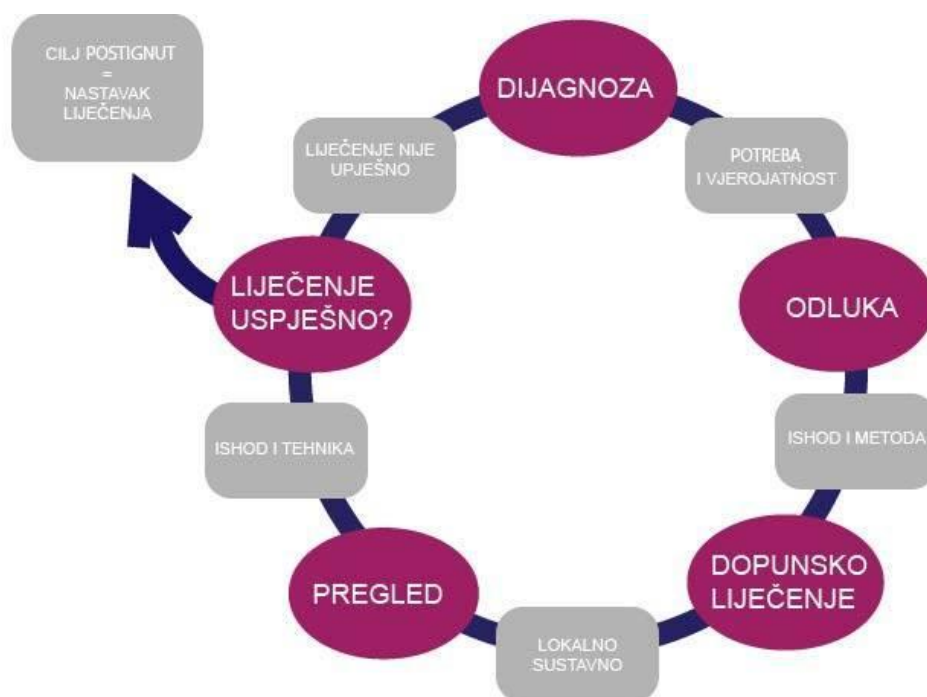 CILJ POSTIGNUT
=
NASTAVAK
LIJEČENJA
DIJAGNOZA
POTREBA
I VJEROJATNOST
ODLUKA
ISHOD I METODA
DOPUNSKO
LIJEČENJE
LOKALNO
SUSTAVNO
PREGLED
ISHOD I TEHNIKA
LIJEČENJE
USPJEŠNO?
LIJEČENJE NIJE
UPJEŠNO